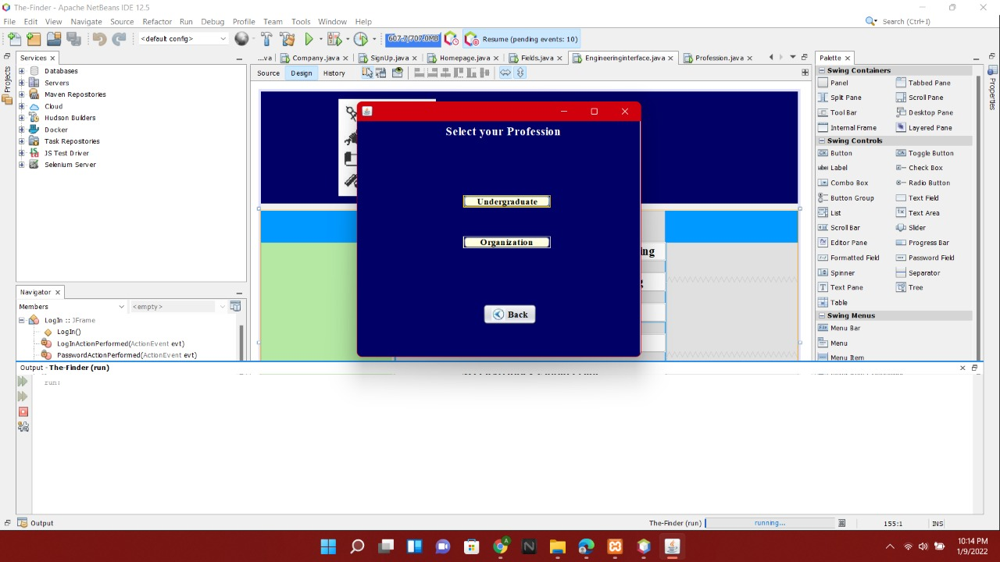 The-Finder - Apache NetBeans IDE 12.5
File Edit View Navigate Source Refactor Run Debug Profile Team Tools Window Help
Search (Ctrl+I)
<default config>
607.7/707.0MB
Resume (pending events: 10)
Services
...va
Company.java
SignUp.java
Homepage.java
Fields.java
Engineeringinterface.java
Profession.java
Palette
Source Design History
Projects
Databases
Servers
Maven Repositories
Cloud
Hudson Builders
Docker
Task Repositories
JS Test Driver
Selenium Server
Select your Profession
Undergraduate
Organization
Back
Swing Containers
Panel Tabbed Pane
Split Pane Scroll Pane
Tool Bar Desktop Pane
Internal Frame Layered Pane
Swing Controls
Button Toggle Button
Label Check Box
Combo Box Radio Button
Button Group Text Field
List Text Area
Scroll Bar Slider
Editor Pane Progress Bar
Formatted Field Password Field
Spinner Separator
Text Pane Tree
Table
Swing Menus
Menu Bar
Menu
Menu Item
Properties
Navigator
Members <empty>
LogIn :: JFrame
LogIn()
LogInActionPerformed(ActionEvent evt)
PasswordActionPerformed(ActionEvent evt)
Output - The-Finder (run)
run:
Output
The-Finder (run) running... 155:1 INS
10:14 PM
1/9/2022